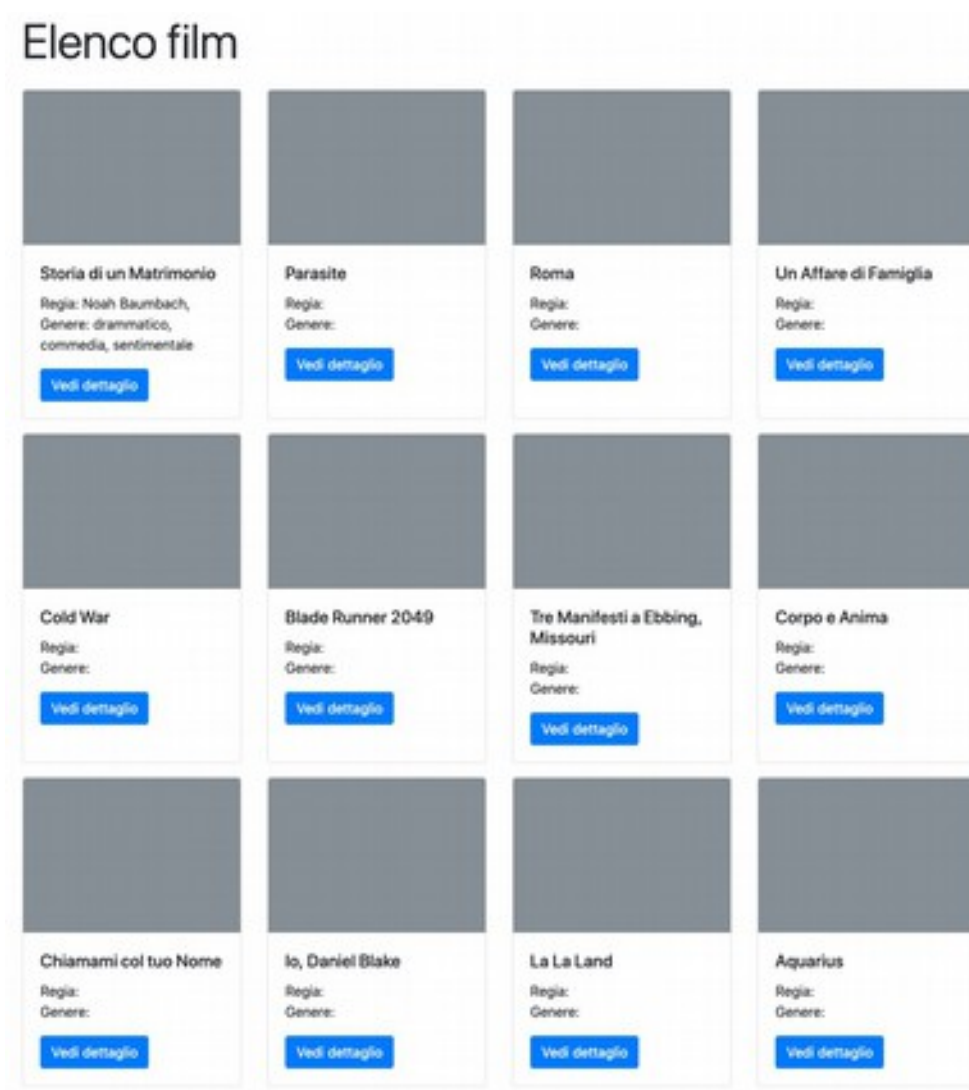 Elenco film
Storia di un Matrimonio
Regia: Noah Baumbach,
Genere: drammatico,
commedia, sentimentale
Vedi dettaglio
Parasite
Regia:
Genere:
Vedi dettaglio
Roma
Regia:
Genere:
Vedi dettaglio
Un Affare di Famiglia
Regia:
Genere:
Vedi dettaglio
Cold War
Regia:
Genere:
Vedi dettaglio
Blade Runner 2049
Regia:
Genere:
Vedi dettaglio
Tre Manifesti a Ebbing,
Missouri
Regia:
Genere:
Vedi dettaglio
Corpo e Anima
Regia:
Genere:
Vedi dettaglio
Chiamami col tuo Nome
Regia:
Genere:
Vedi dettaglio
Io, Daniel Blake
Regia:
Genere:
Vedi dettaglio
La La Land
Regia:
Genere:
Vedi dettaglio
Aquarius
Regia:
Genere:
Vedi dettaglio